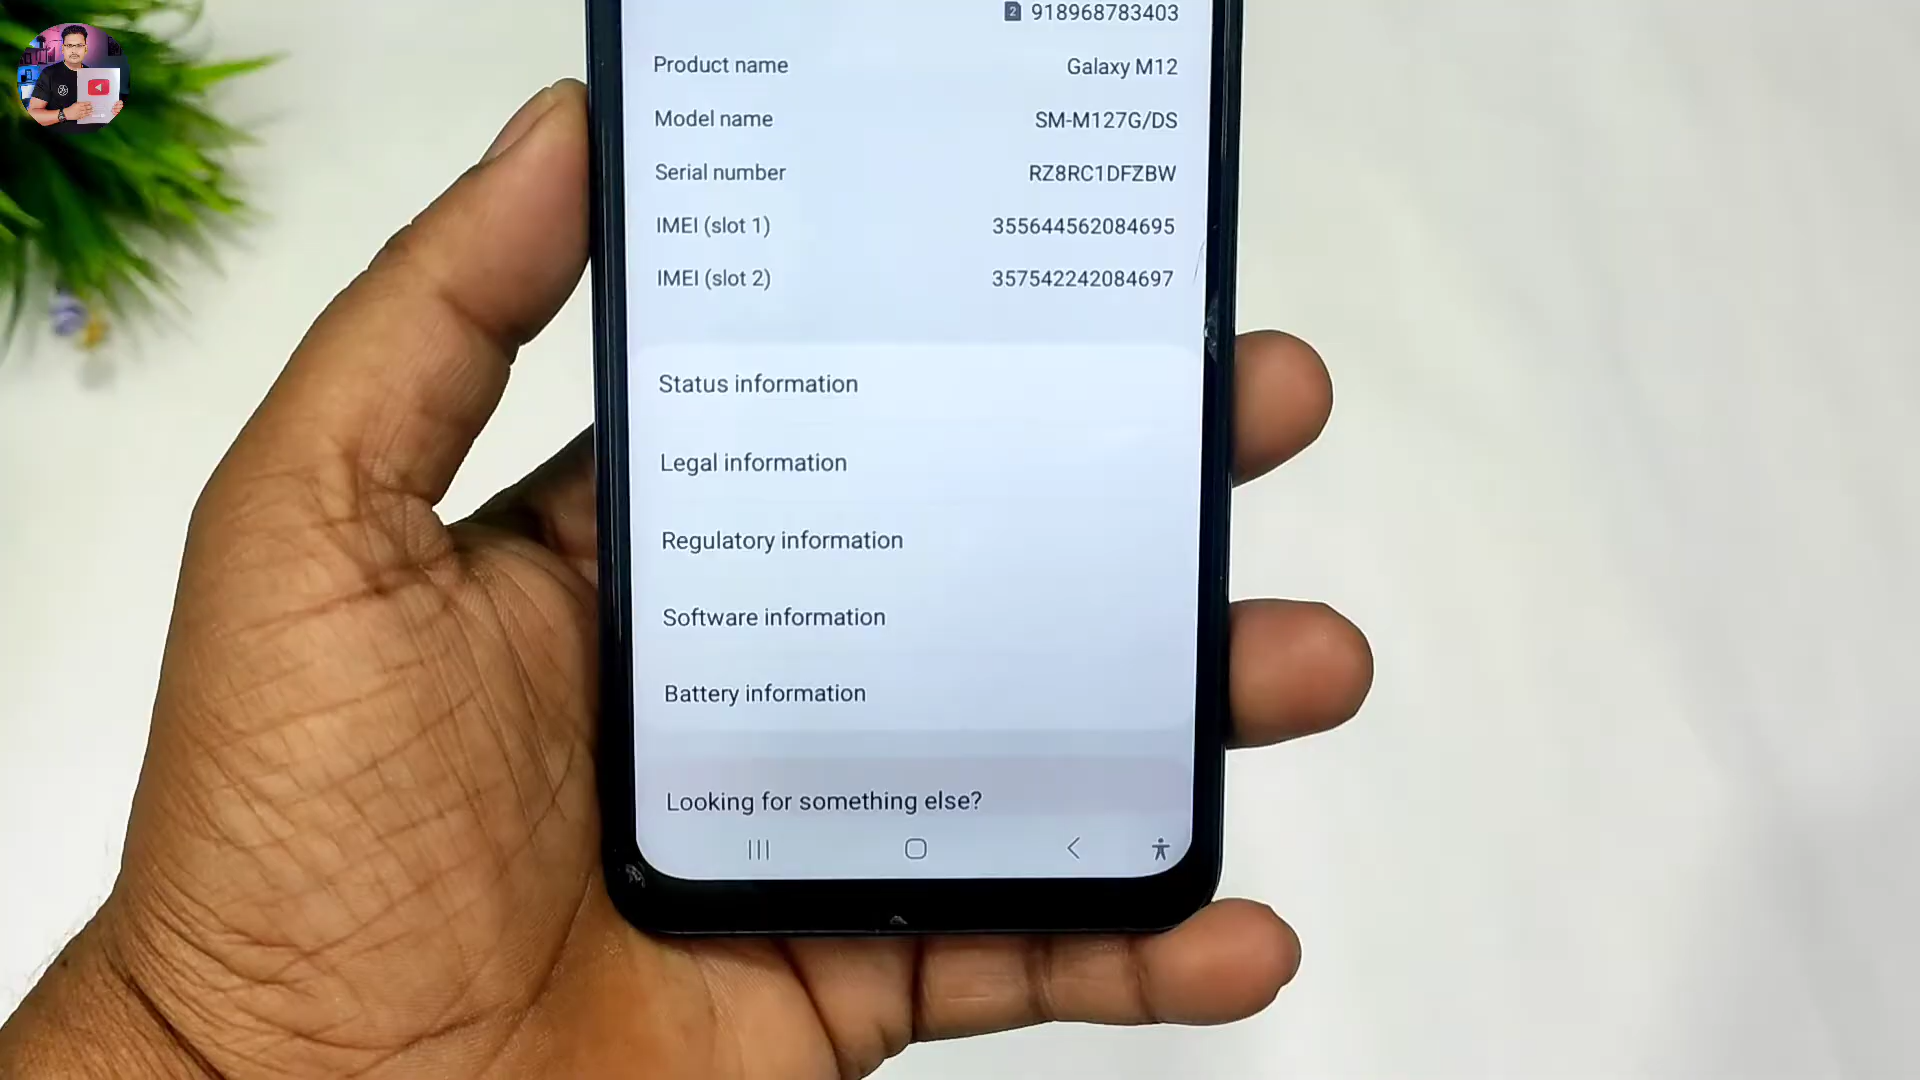 2 918968783403
Product name Galaxy M12
Model name SM-M127G/DS
Serial number RZ8RC1DFZBW
IMEI (slot 1) 355644562084695
IMEI (slot 2) 357542242084697
Status information
Legal information
Regulatory information
Software information
Battery information
Looking for something else?